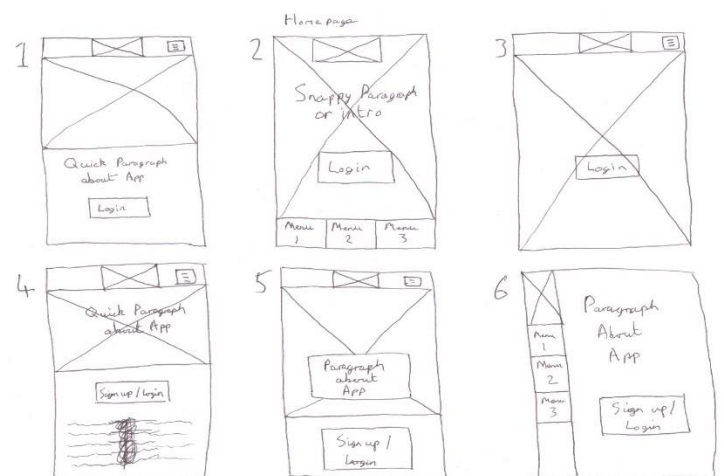 Homepage
1
Quick Paragraph
about App
Login
2
Snappy Paragraph
or intro
Login
Menu
1
Menu
2
Menu
3
3
Login
4
Quick Paragraph
about App
Sign up / Login
5
Paragraph
about
App
Sign up /
Login
6
Menu
1
Menu
2
Menu
3
Paragraph
About
App
Sign up /
Login